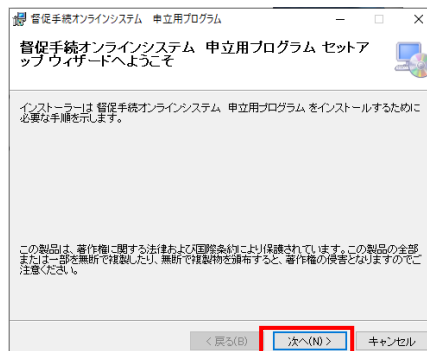 督促手続オンラインシステム 申立用プログラム
督促手続オンラインシステム 申立用プログラム セットア
ップ ウィザードへようこそ
インストーラーは 督促手続オンラインシステム 申立用プログラム をインストールするために
必要な手順を示します。
この製品は、著作権に関する法律および国際条約により保護されています。この製品の全部
または一部を無断で複製したり、無断で複製物を頒布すると、著作権の侵害となりますのでご
注意ください。
< 戻る(B)
次へ(N) >
キャンセル